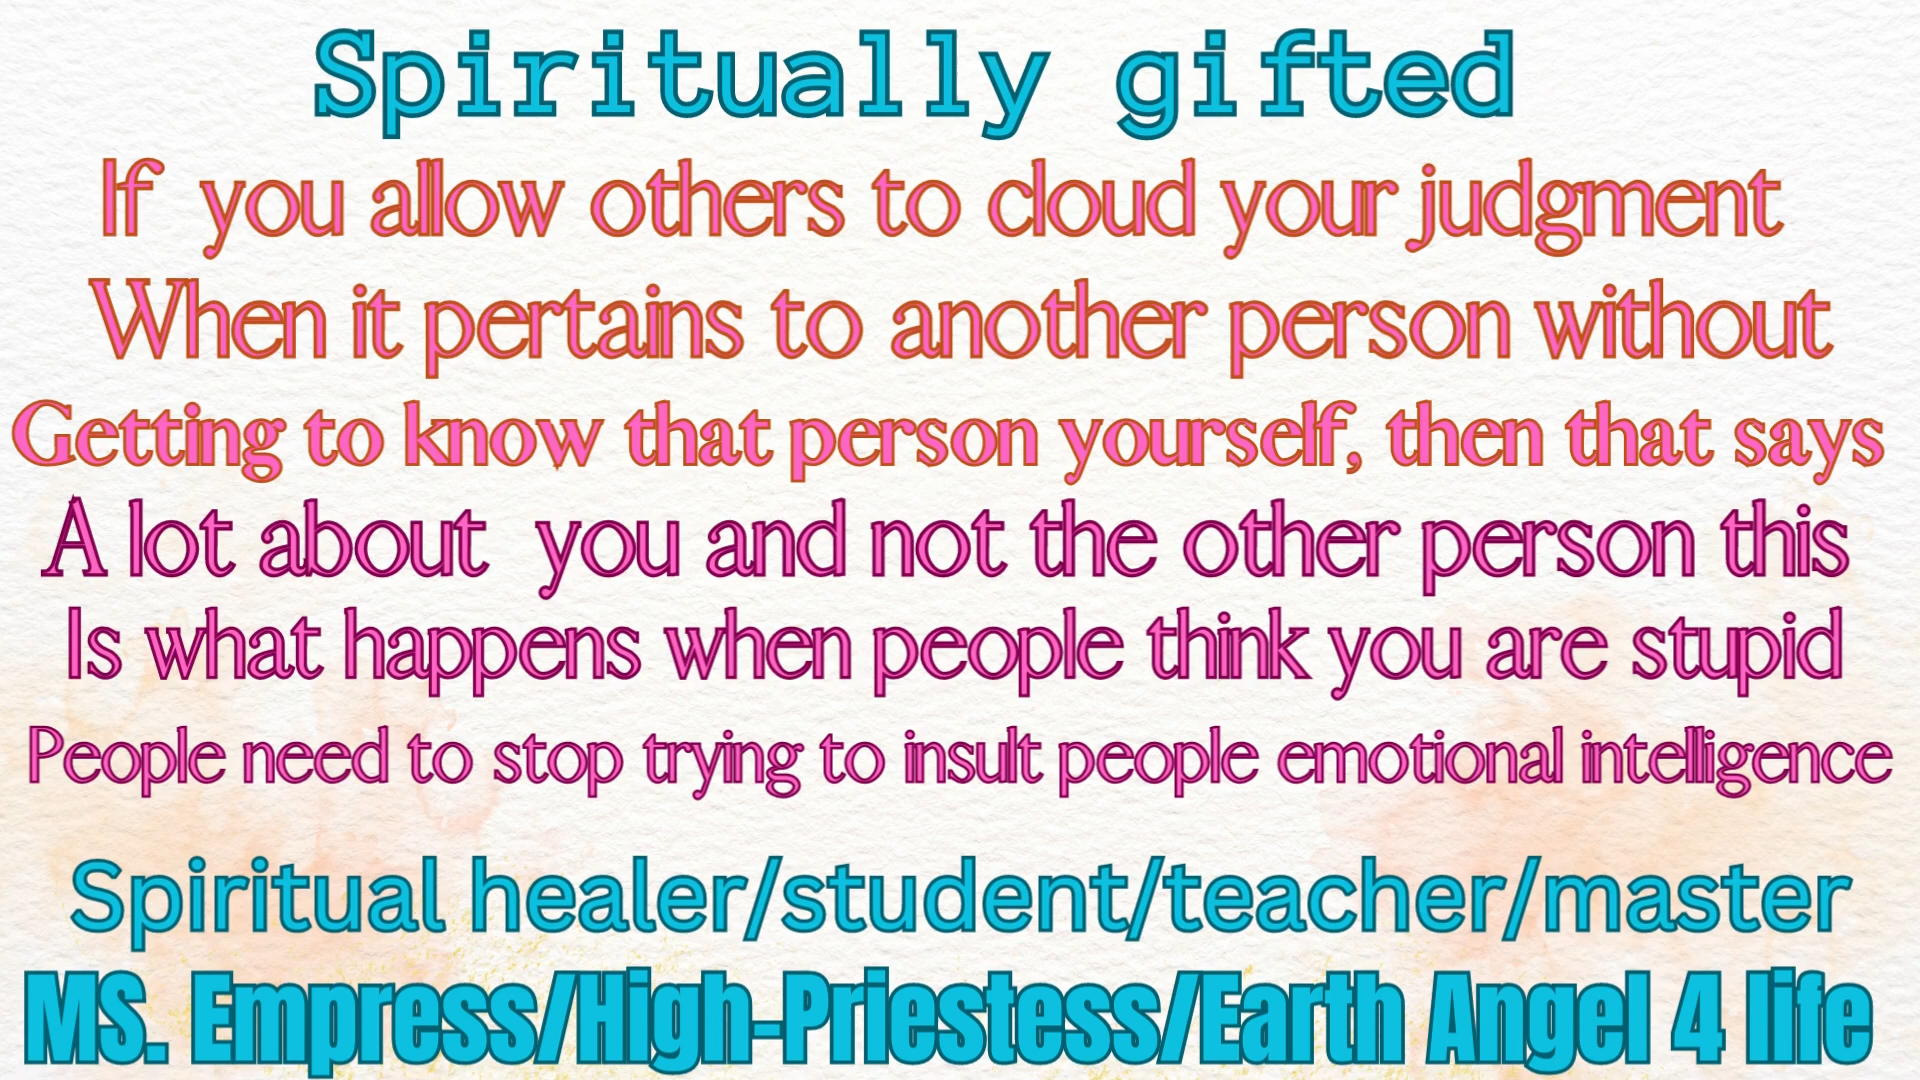 Spiritually gifted
If you allow others to cloud your judgment
When it pertains to another person without
Getting to know that person yourself, then that says
A lot about you and not the other person this
Is what happens when people think you are stupid
People need to stop trying to insult people emotional intelligence
Spiritual healer/student/teacher/master
MS. Empress/High-Priestess/Earth Angel 4 life